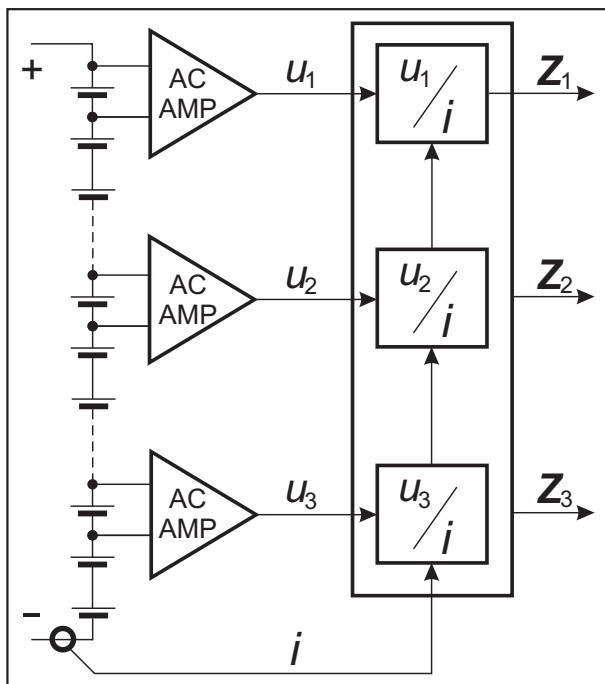 +
AC
AMP
u1
u1
/
i
Z1
AC
AMP
u2
u2
/
i
Z2
AC
AMP
u3
u3
/
i
Z3
−
i